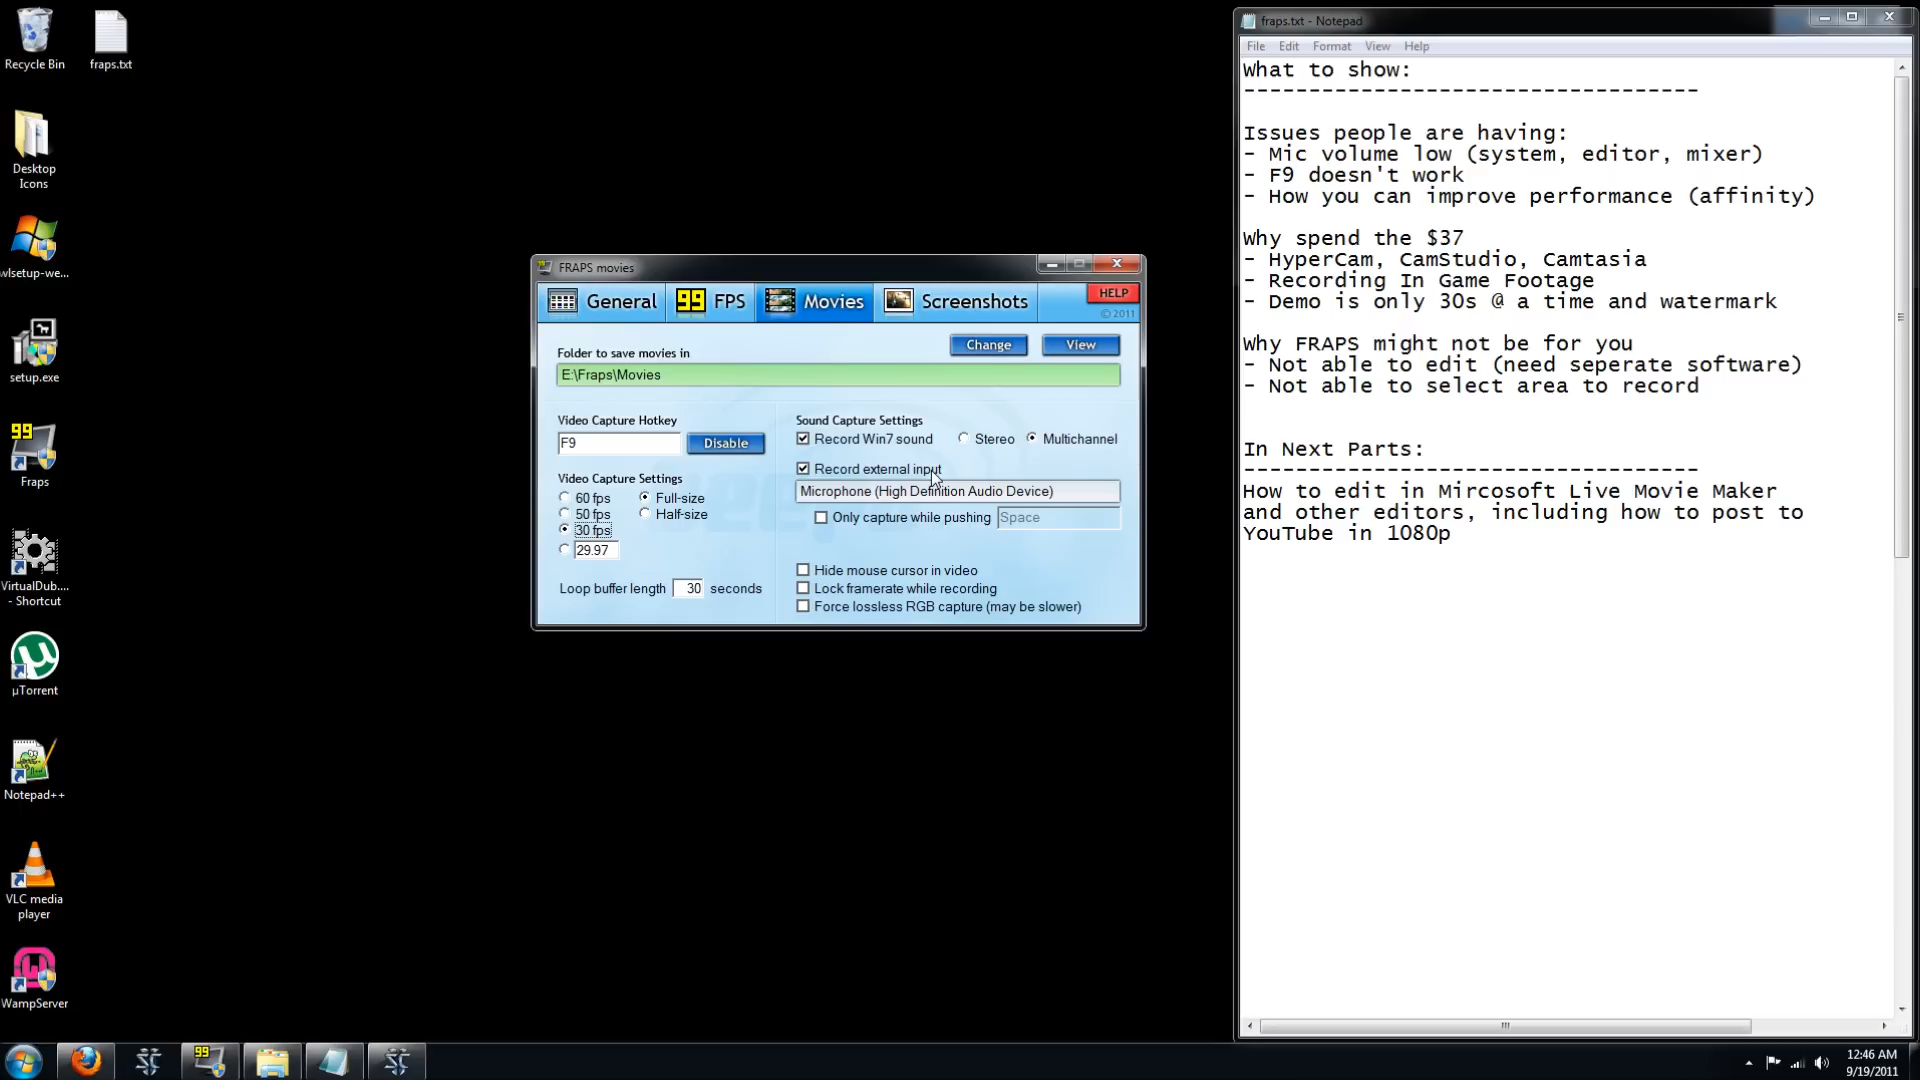 Recycle Bin
fraps.txt
Desktop
Icons
wlsetup-we...
setup.exe
99
Fraps
VirtualDub....
- Shortcut
µTorrent
Notepad++
VLC media
player
WampServer
FRAPS movies
General
99 FPS
Movies
Screenshots
HELP
© 2011
Folder to save movies in
Change
View
E:\Fraps\Movies
Video Capture Hotkey
F9
Disable
Video Capture Settings
60 fps
Full-size
50 fps
Half-size
30 fps
29.97
Loop buffer length 30 seconds
Sound Capture Settings
Record Win7 sound
Stereo
Multichannel
Record external input
Microphone (High Definition Audio Device)
Only capture while pushing Space
Hide mouse cursor in video
Lock framerate while recording
Force lossless RGB capture (may be slower)
fraps.txt - Notepad
File Edit Format View Help
What to show:
-----------------------------------
Issues people are having:
- Mic volume low (system, editor, mixer)
- F9 doesn't work
- How you can improve performance (affinity)
Why spend the $37
- HyperCam, CamStudio, Camtasia
- Recording In Game Footage
- Demo is only 30s @ a time and watermark
Why FRAPS might not be for you
- Not able to edit (need seperate software)
- Not able to select area to record
In Next Parts:
-----------------------------------
How to edit in Mircosoft Live Movie Maker
and other editors, including how to post to
YouTube in 1080p
99
12:46 AM
9/19/2011